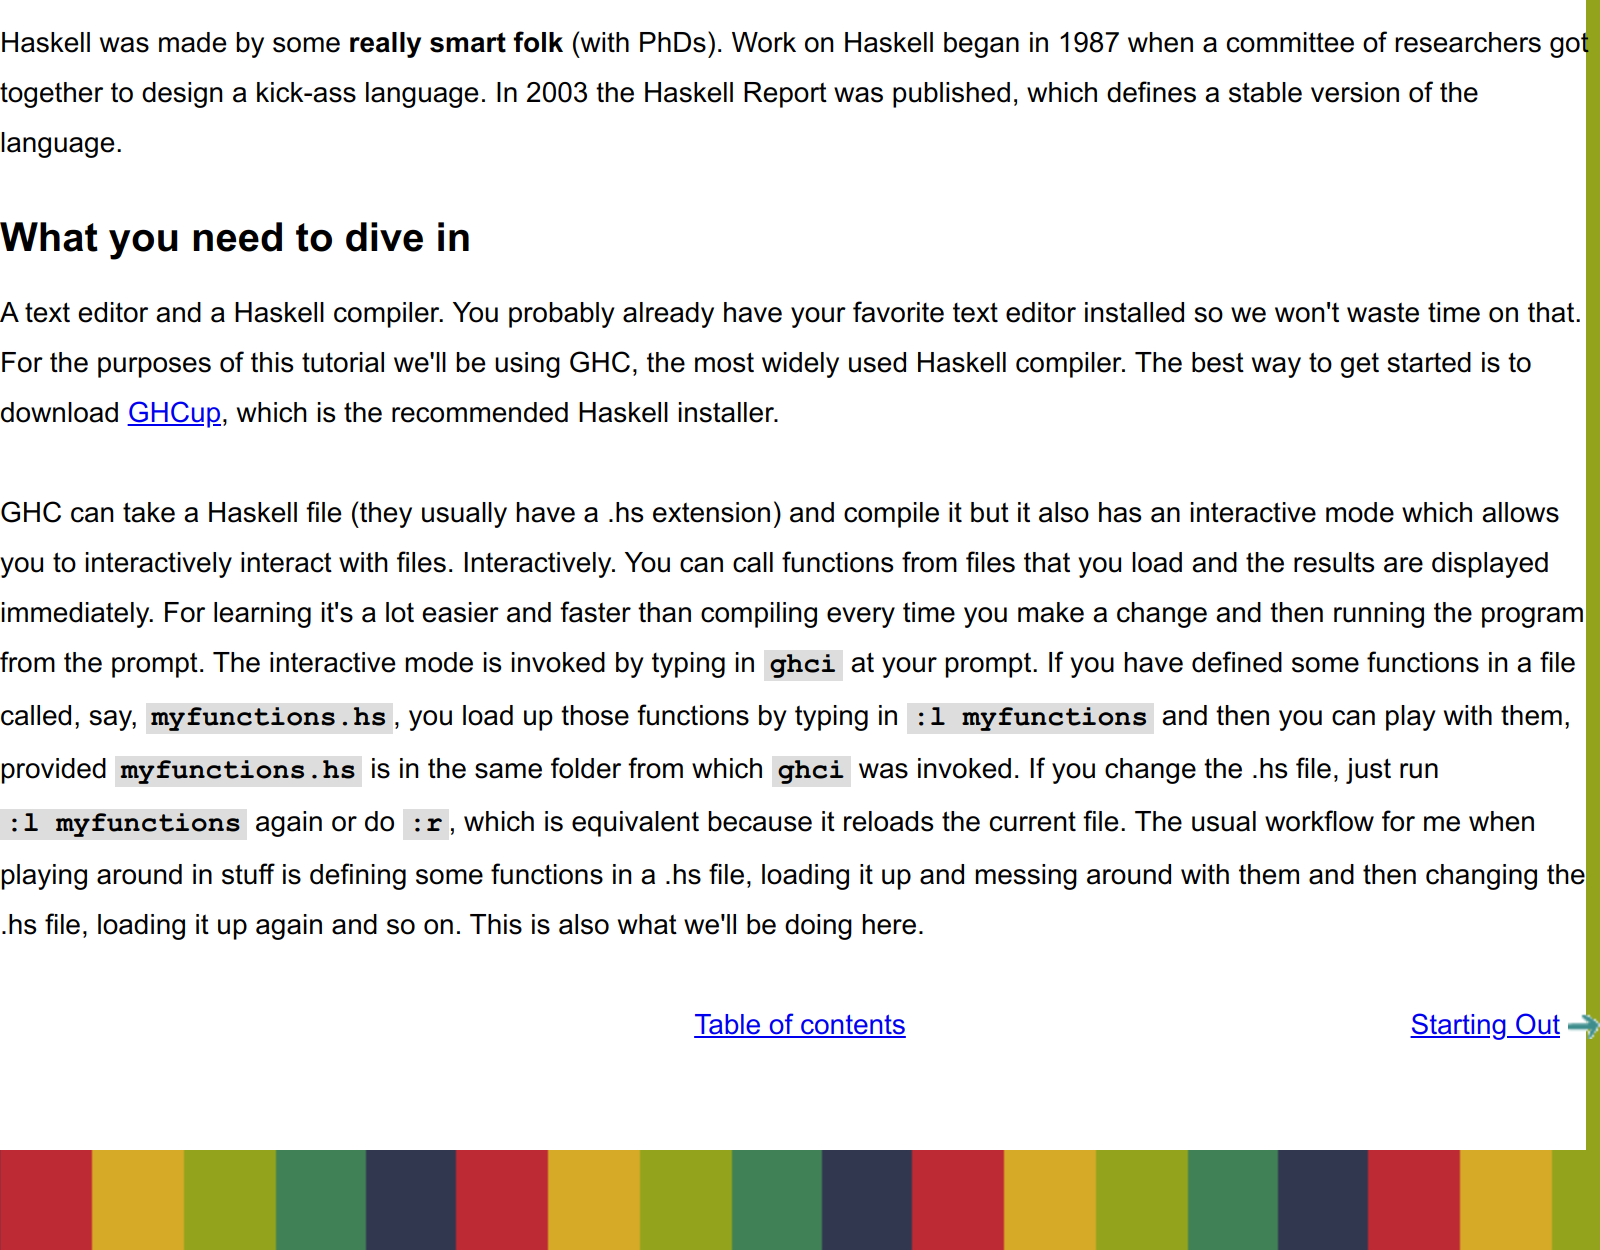 Haskell was made by some really smart folk (with PhDs). Work on Haskell began in 1987 when a committee of researchers got
together to design a kick-ass language. In 2003 the Haskell Report was published, which defines a stable version of the
language.
What you need to dive in
A text editor and a Haskell compiler. You probably already have your favorite text editor installed so we won't waste time on that.
For the purposes of this tutorial we'll be using GHC, the most widely used Haskell compiler. The best way to get started is to
download GHCup, which is the recommended Haskell installer.
GHC can take a Haskell file (they usually have a .hs extension) and compile it but it also has an interactive mode which allows
you to interactively interact with files. Interactively. You can call functions from files that you load and the results are displayed
immediately. For learning it's a lot easier and faster than compiling every time you make a change and then running the program
from the prompt. The interactive mode is invoked by typing in ghci at your prompt. If you have defined some functions in a file
called, say, myfunctions.hs, you load up those functions by typing in :l myfunctions and then you can play with them,
provided myfunctions.hs is in the same folder from which ghci was invoked. If you change the .hs file, just run
:l myfunctions again or do :r, which is equivalent because it reloads the current file. The usual workflow for me when
playing around in stuff is defining some functions in a .hs file, loading it up and messing around with them and then changing the
.hs file, loading it up again and so on. This is also what we'll be doing here.
Table of contents
Starting Out